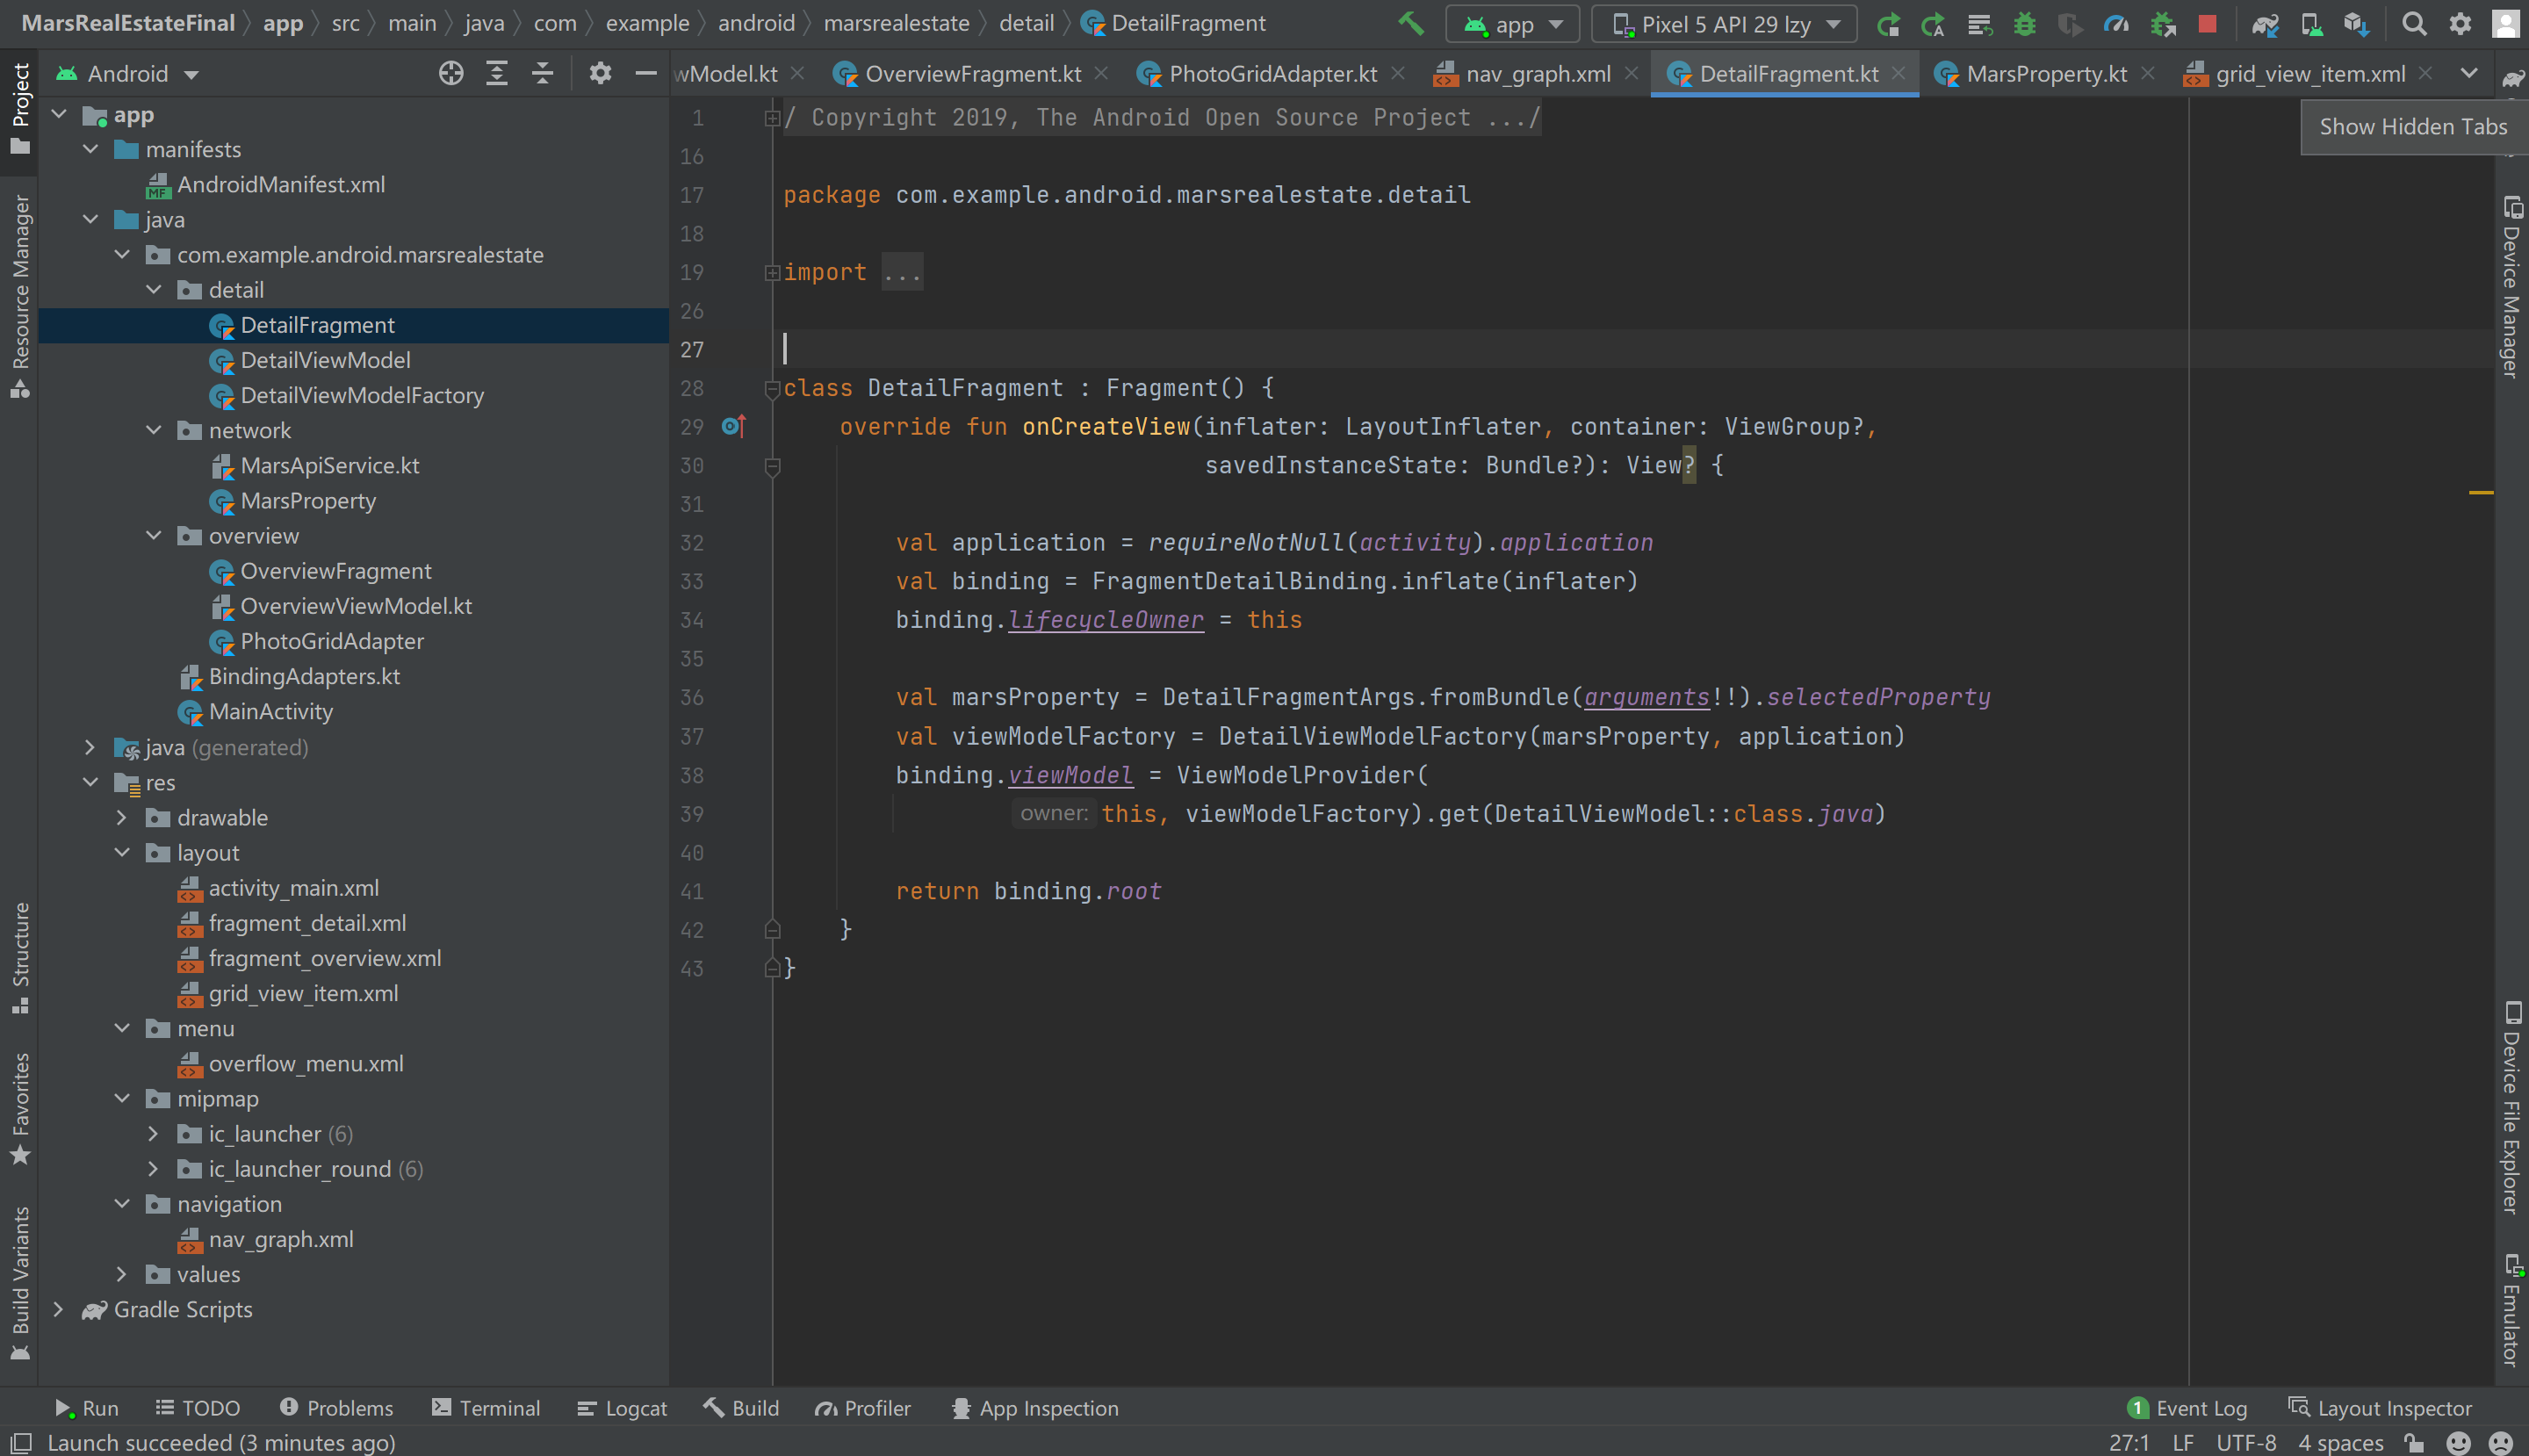 MarsRealEstateFinal app src main java com example android marsrealestate detail DetailFragment app Pixel 5 API 29 lzy
Android wModel.kt OverviewFragment.kt PhotoGridAdapter.kt nav_graph.xml DetailFragment.kt MarsProperty.kt grid_view_item.xml
Show Hidden Tabs
Project
Resource Manager
Structure
Favorites
Build Variants
app
manifests
AndroidManifest.xml
java
com.example.android.marsrealestate
detail
DetailFragment
DetailViewModel
DetailViewModelFactory
network
MarsApiService.kt
MarsProperty
overview
OverviewFragment
OverviewViewModel.kt
PhotoGridAdapter
BindingAdapters.kt
MainActivity
java (generated)
res
drawable
layout
activity_main.xml
fragment_detail.xml
fragment_overview.xml
grid_view_item.xml
menu
overflow_menu.xml
mipmap
ic_launcher (6)
ic_launcher_round (6)
navigation
nav_graph.xml
values
Gradle Scripts
1 / Copyright 2019, The Android Open Source Project .../
16
17 package com.example.android.marsrealestate.detail
18
19 import ...
26
27
28 class DetailFragment : Fragment() {
29 override fun onCreateView(inflater: LayoutInflater, container: ViewGroup?,
30 savedInstanceState: Bundle?): View? {
31
32 val application = requireNotNull(activity).application
33 val binding = FragmentDetailBinding.inflate(inflater)
34 binding.lifecycleOwner = this
35
36 val marsProperty = DetailFragmentArgs.fromBundle(arguments!!).selectedProperty
37 val viewModelFactory = DetailViewModelFactory(marsProperty, application)
38 binding.viewModel = ViewModelProvider(
39 owner: this, viewModelFactory).get(DetailViewModel::class.java)
40
41 return binding.root
42 }
43 }
Device Manager
Device File Explorer
Emulator
Run TODO Problems Terminal Logcat Build Profiler App Inspection 1 Event Log Layout Inspector
Launch succeeded (3 minutes ago) 27:1 LF UTF-8 4 spaces